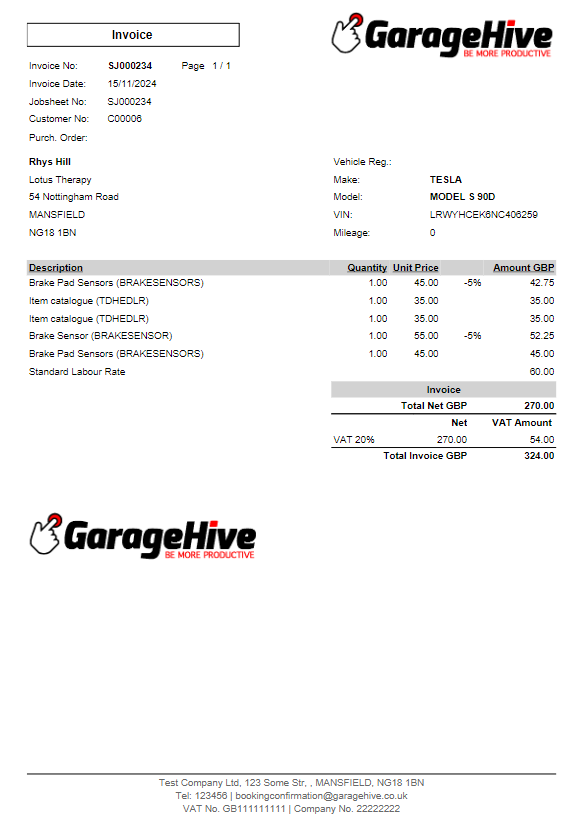 Invoice
GarageHive
BE MORE PRODUCTIVE
Invoice No: SJ000234 Page 1 / 1
Invoice Date: 15/11/2024
Jobsheet No: SJ000234
Customer No: C00006
Purch. Order:
Rhys Hill Vehicle Reg.:
Lotus Therapy Make: TESLA
54 Nottingham Road Model: MODEL S 90D
MANSFIELD VIN: LRWYHCEK6NC406259
NG18 1BN Mileage: 0
Description Quantity Unit Price Amount GBP
Brake Pad Sensors (BRAKESENSORS) 1.00 45.00 -5% 42.75
Item catalogue (TDHEDLR) 1.00 35.00 35.00
Item catalogue (TDHEDLR) 1.00 35.00 35.00
Brake Sensor (BRAKESENSOR) 1.00 55.00 -5% 52.25
Brake Pad Sensors (BRAKESENSORS) 1.00 45.00 45.00
Standard Labour Rate 60.00
Invoice
Total Net GBP 270.00
Net VAT Amount
VAT 20% 270.00 54.00
Total Invoice GBP 324.00
GarageHive
BE MORE PRODUCTIVE
Test Company Ltd, 123 Some Str, , MANSFIELD, NG18 1BN
Tel: 123456 | bookingconfirmation@garagehive.co.uk
VAT No. GB111111111 | Company No. 22222222